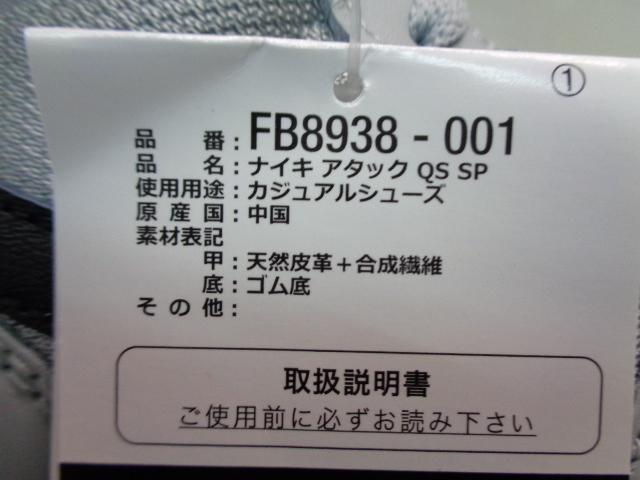 ①
品番：FB8938 - 001
品名：ナイキ アタック QS SP
使用用途：カジュアルシューズ
原産国：中国
素材表記
甲：天然皮革＋合成繊維
底：ゴム底
その他：
取扱説明書
ご使用前に必ずお読み下さい